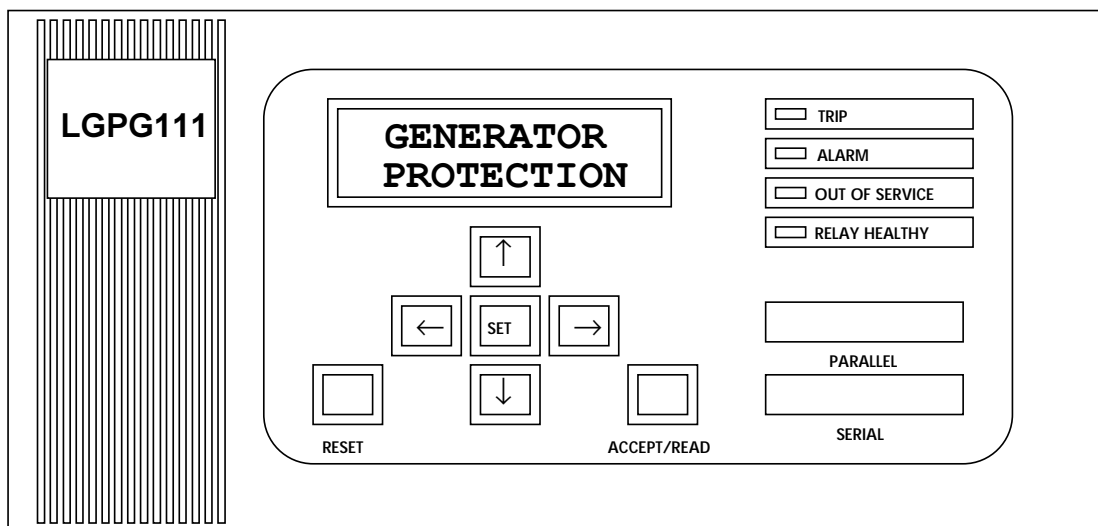 LGPG111
GENERATOR
PROTECTION
TRIP
ALARM
OUT OF SERVICE
RELAY HEALTHY
↑
← SET →
↓
RESET
ACCEPT/READ
PARALLEL
SERIAL